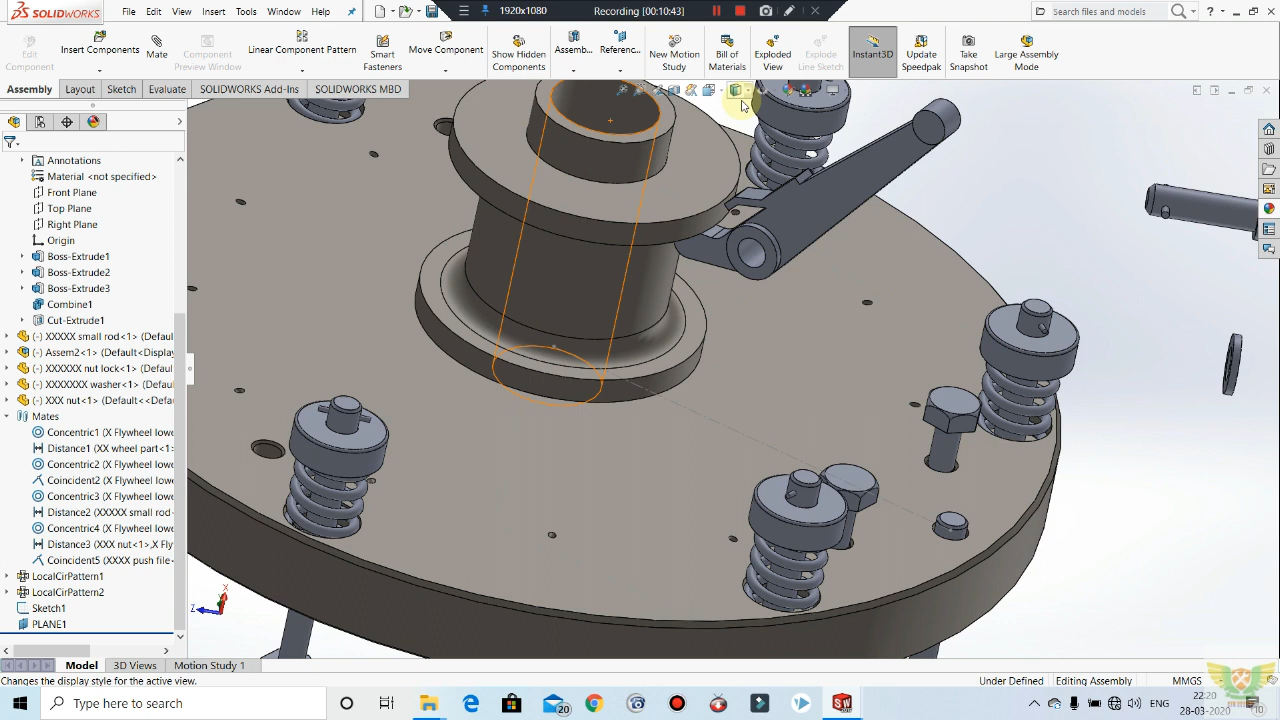 SOLIDWORKS
File
Edit
View
Insert
Tools
Window
Help
1920x1080
Recording [00:10:43]
Search files and models
Edit
Component
Insert Components
Mate
Component
Preview Window
Linear Component Pattern
Smart
Fasteners
Move Component
Show Hidden
Components
Assemb...
Referenc...
New Motion
Study
Bill of
Materials
Exploded
View
Explode
Line Sketch
Instant3D
Update
Speedpak
Take
Snapshot
Large Assembly
Mode
Assembly
Layout
Sketch
Evaluate
SOLIDWORKS Add-Ins
SOLIDWORKS MBD
Annotations
Material <not specified>
Front Plane
Top Plane
Right Plane
Origin
Boss-Extrude1
Boss-Extrude2
Boss-Extrude3
Combine1
Cut-Extrude1
(-) XXXXX small rod<1> (Defau
(-) Assem2<1> (Default<Display
(-) XXXXXX nut lock<1> (Defau
(-) XXXXXXX washer<1> (Defau
(-) XXX nut<1> (Default<<Defau
Mates
Concentric1 (X Flywheel lowe
Distance1 (XX wheel part<1>
Concentric2 (X Flywheel lowe
Coincident2 (X Flywheel lowe
Concentric3 (X Flywheel lowe
Distance2 (XXXXX small rod<
Concentric4 (X Flywheel lowe
Distance3 (XXX nut<1>,X Fly
Coincident5 (XXXX push file<
LocalCirPattern1
LocalCirPattern2
Sketch1
PLANE1
X
Z
Model
3D Views
Motion Study 1
Changes the display style for the active view.
Under Defined
Editing Assembly
MMGS
Type here to search
20
ENG
22:20
28-03-2020
10